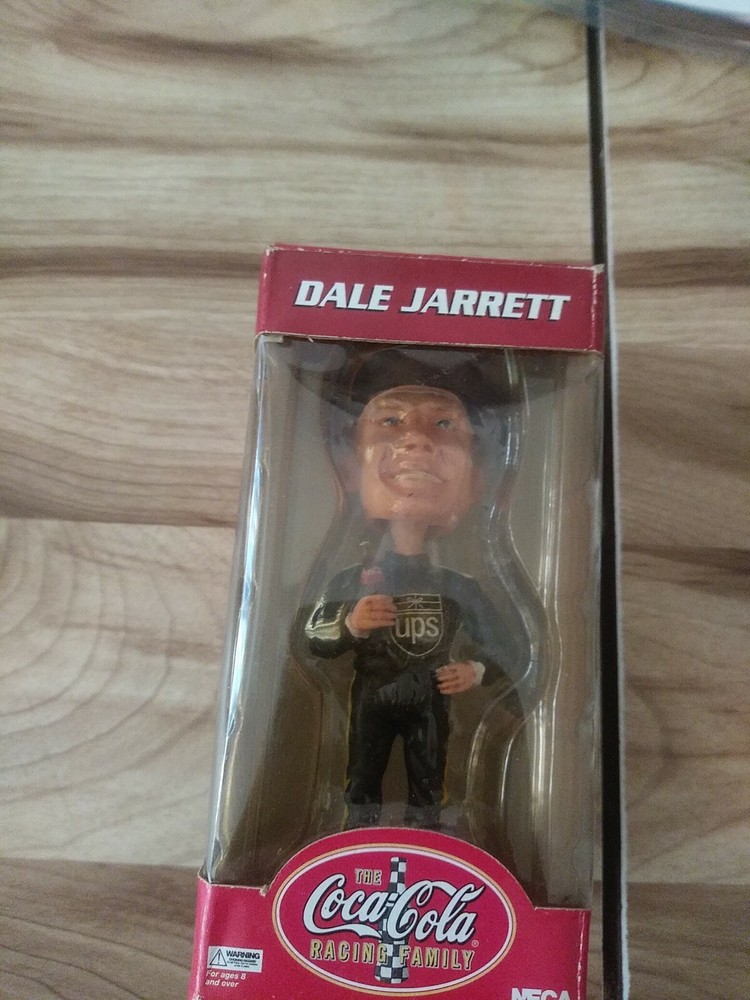 DALE JARRETT
ups
THE
Coca-Cola
RACING FAMILY
WARNING
For ages 8
and over
NECA